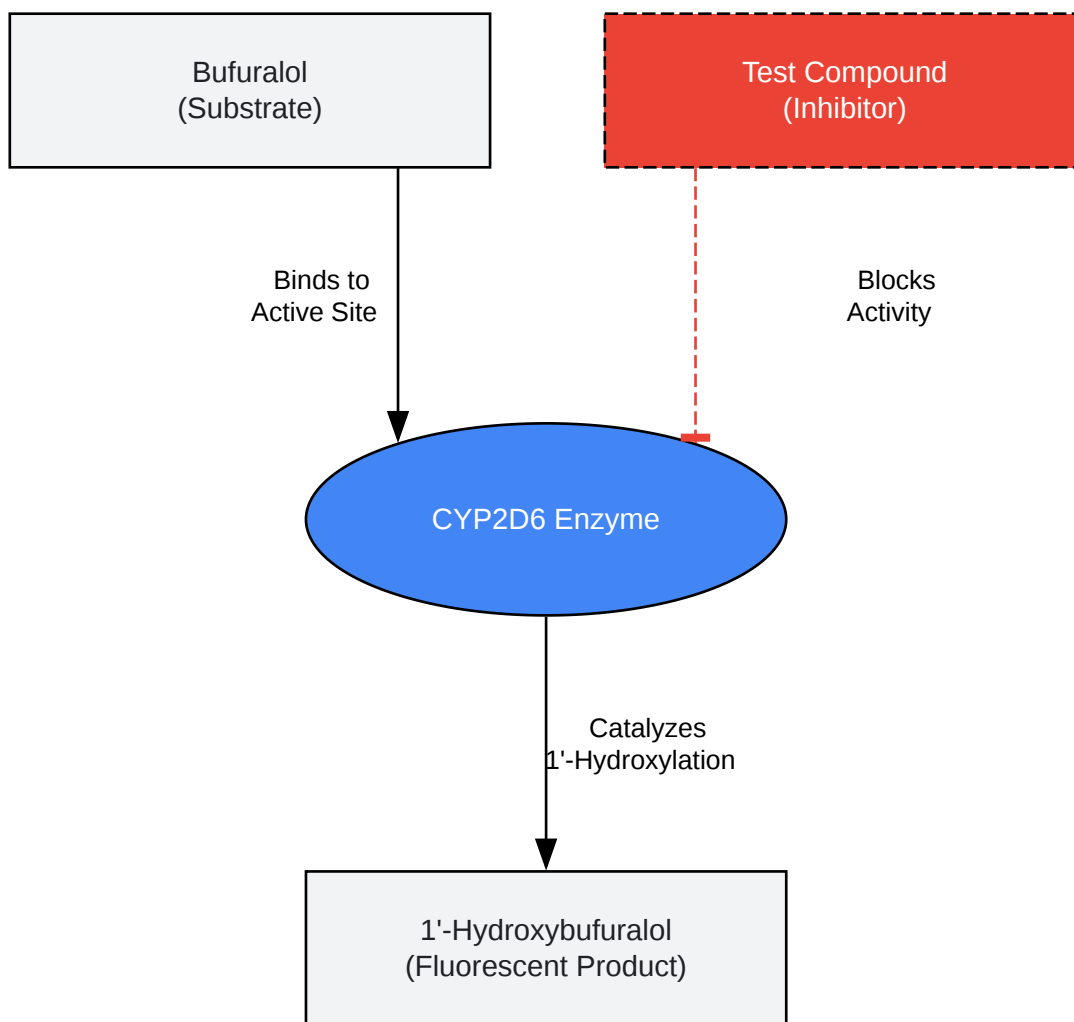 Bufuralol
(Substrate)
Test Compound
(Inhibitor)
Binds to
Active Site
Blocks
Activity
CYP2D6 Enzyme
Catalyzes
1'-Hydroxylation
1'-Hydroxybufuralol
(Fluorescent Product)